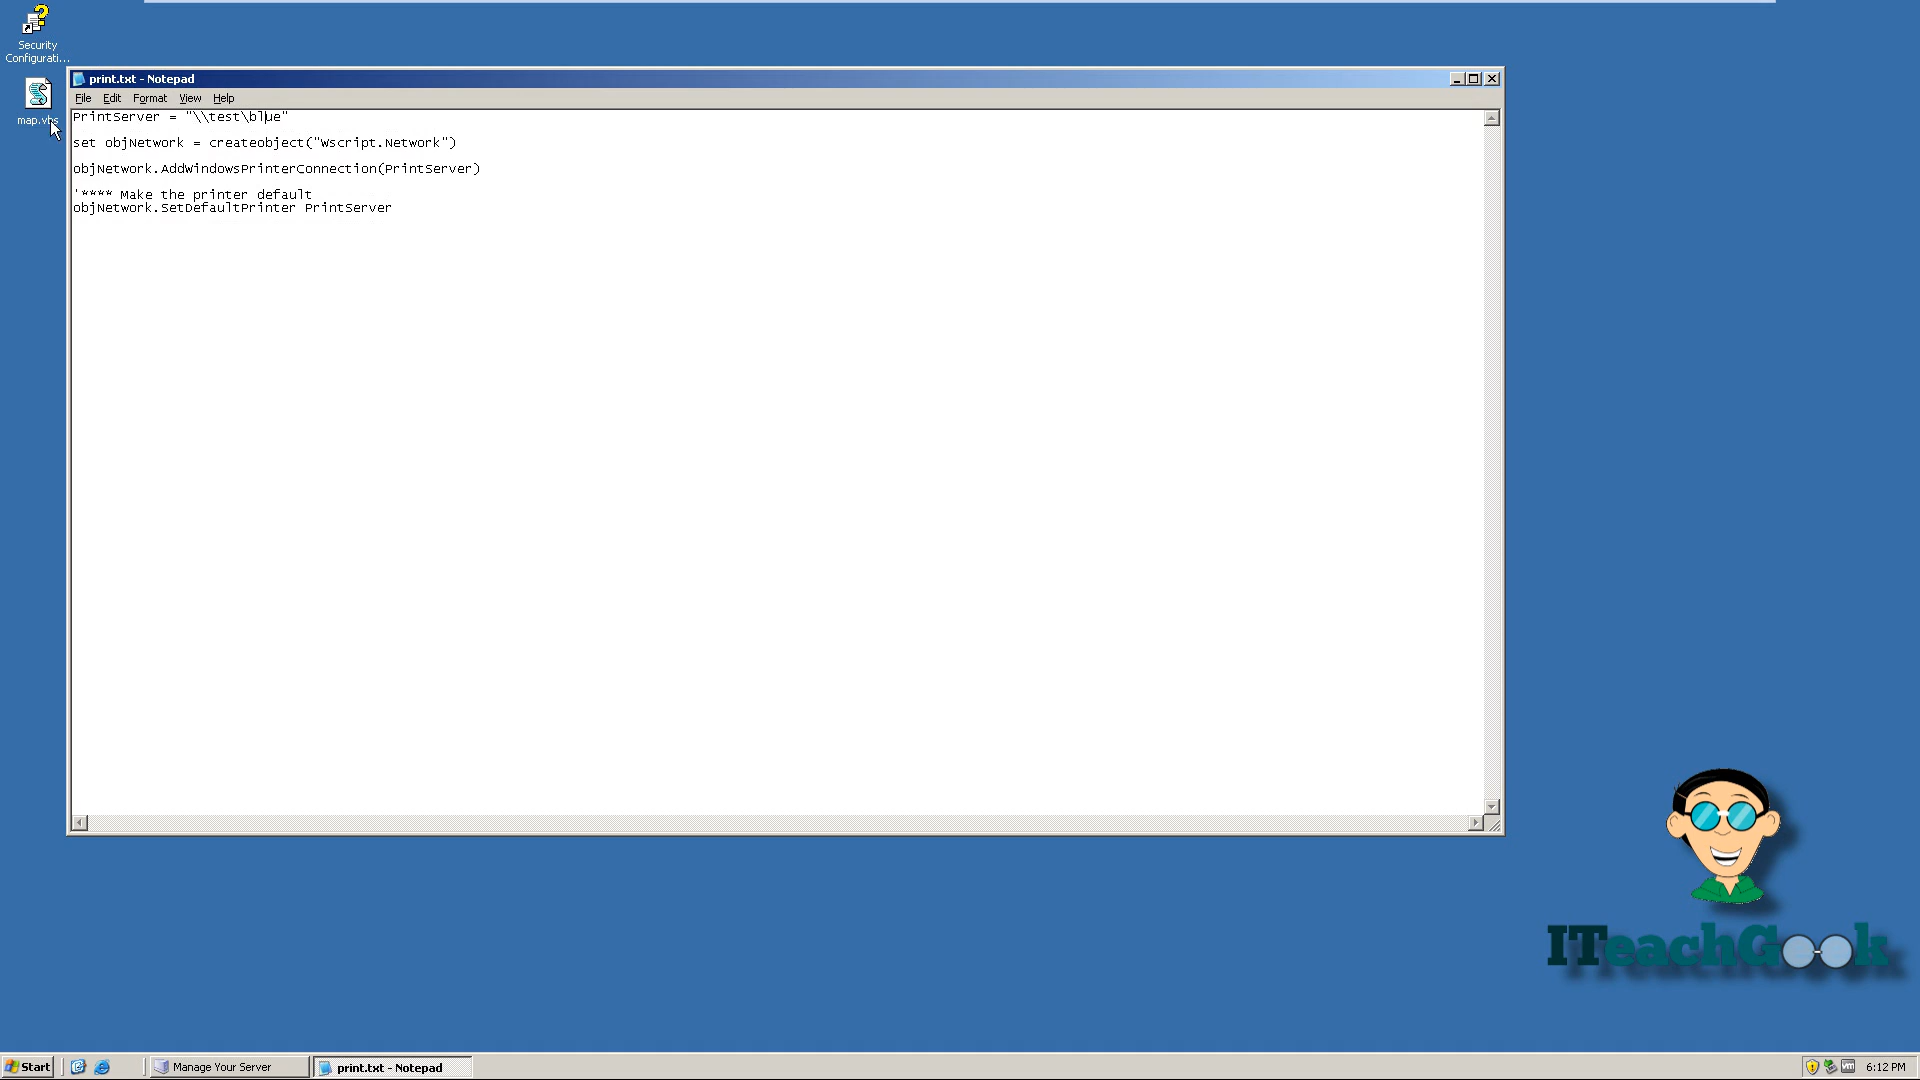 Security
Configurati...
map.vbs
print.txt - Notepad
File Edit Format View Help
PrintServer = "\\test\blue"
set objNetwork = createobject("Wscript.Network")
objNetwork.AddWindowsPrinterConnection(PrintServer)
'**** Make the printer default
objNetwork.SetDefaultPrinter PrintServer
ITeachGeek
Start
Manage Your Server
print.txt - Notepad
6:12 PM